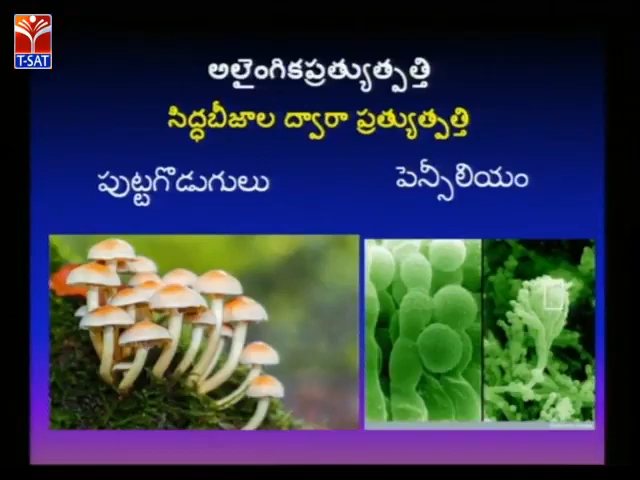 T-SAT
అలైంగికప్రత్యుత్పత్తి
సిద్ధబీజాల ద్వారా ప్రత్యుత్పత్తి
పుట్టగొడుగులు పెన్సీలియం